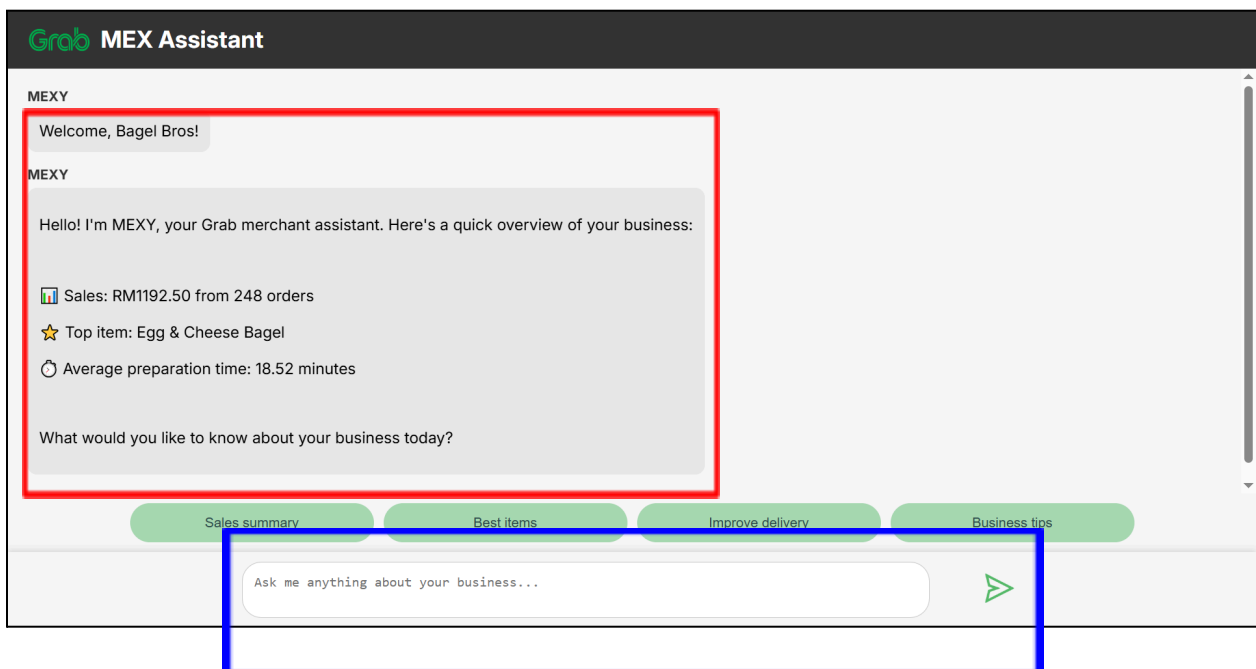 Grab MEX Assistant
MEXY
Welcome, Bagel Bros!
MEXY
Hello! I'm MEXY, your Grab merchant assistant. Here's a quick overview of your business:
📊 Sales: RM1192.50 from 248 orders
⭐ Top item: Egg & Cheese Bagel
⏱ Average preparation time: 18.52 minutes
What would you like to know about your business today?
Sales summary Best items Improve delivery Business tips
Ask me anything about your business...